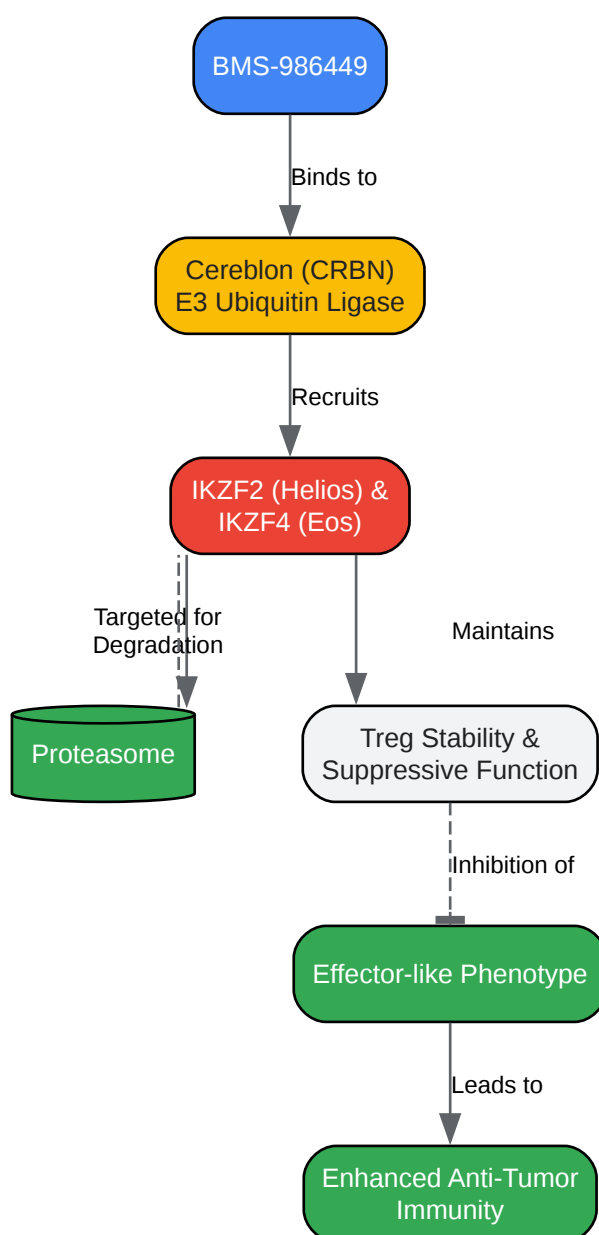 BMS-986449
Binds to
Cereblon (CRBN)
E3 Ubiquitin Ligase
Recruits
IKZF2 (Helios) &
IKZF4 (Eos)
Targeted for
Degradation
Maintains
Proteasome
Treg Stability &
Suppressive Function
Inhibition of
Effector-like Phenotype
Leads to
Enhanced Anti-Tumor
Immunity